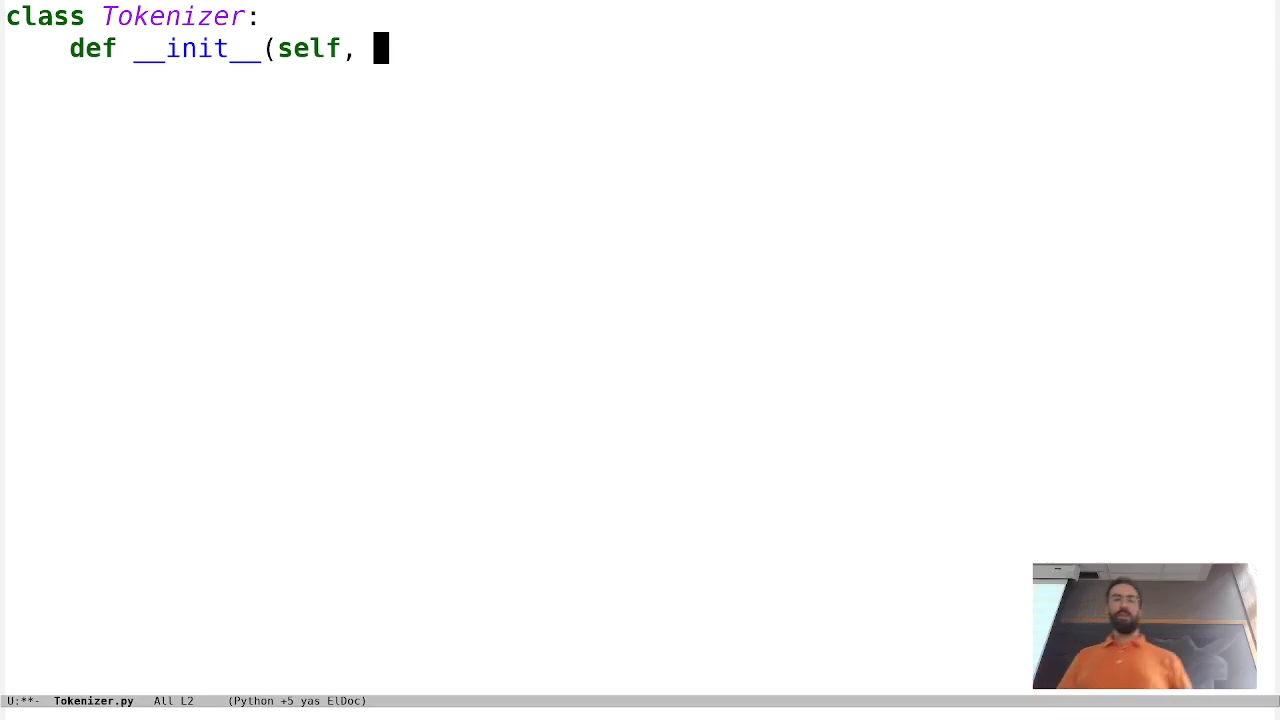 class Tokenizer:
    def __init__(self, 
U:**-  Tokenizer.py   All L2    (Python +5 yas ElDoc)